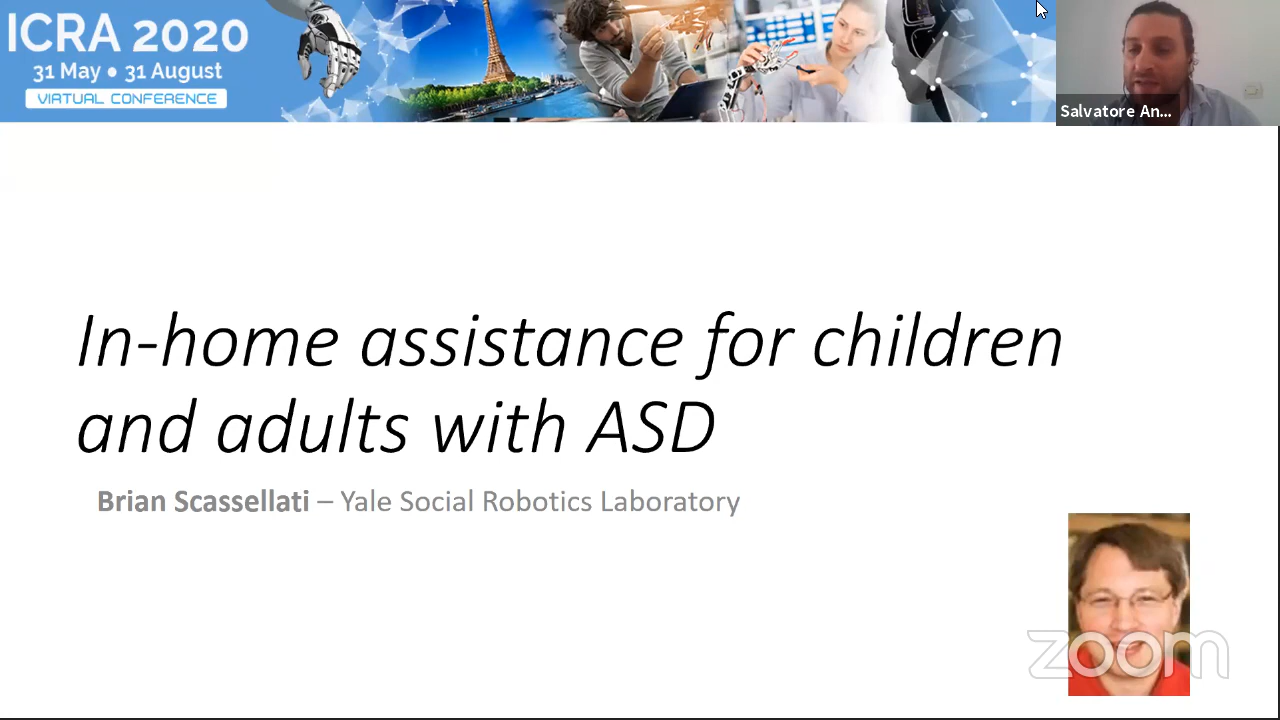 ICRA 2020
31 May • 31 August
VIRTUAL CONFERENCE
Salvatore An...
In-home assistance for children
and adults with ASD
Brian Scassellati – Yale Social Robotics Laboratory
zoom